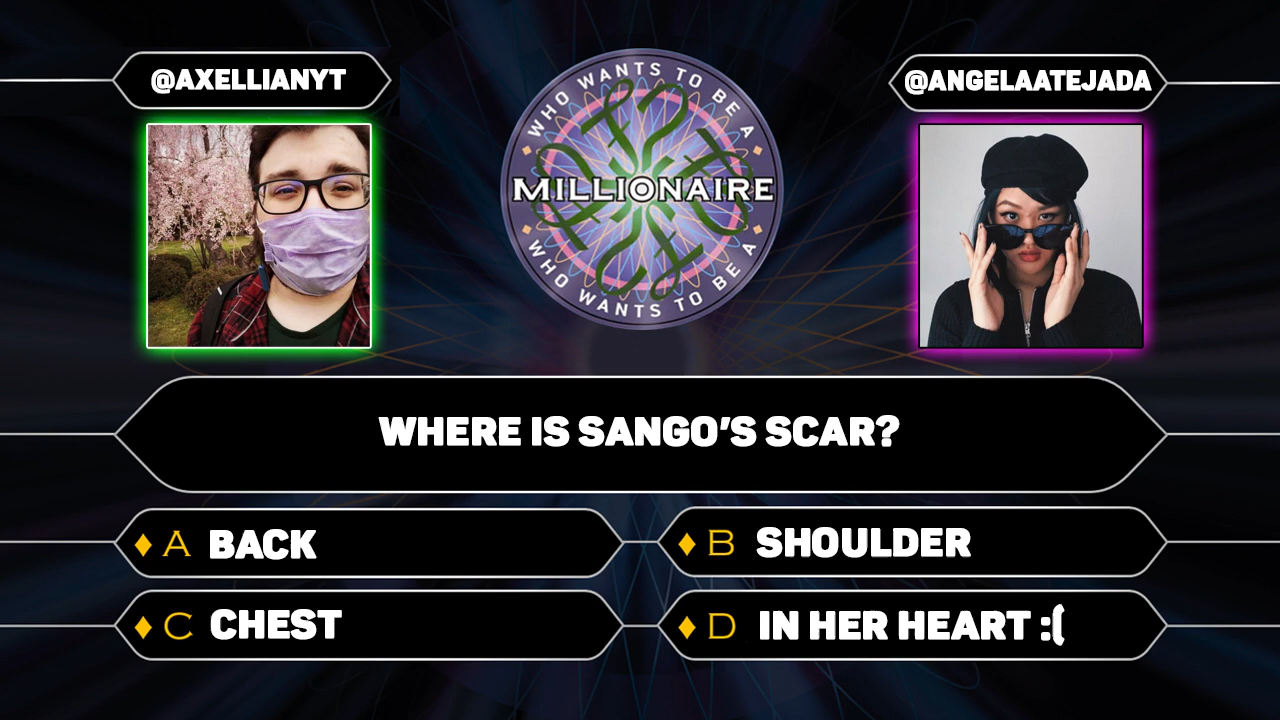 @AXELLIANYT
WHO WANTS TO BE A
MILLIONAIRE
WHO WANTS TO BE A
@ANGELAATEJADA
WHERE IS SANGO'S SCAR?
A BACK
B SHOULDER
C CHEST
D IN HER HEART :(